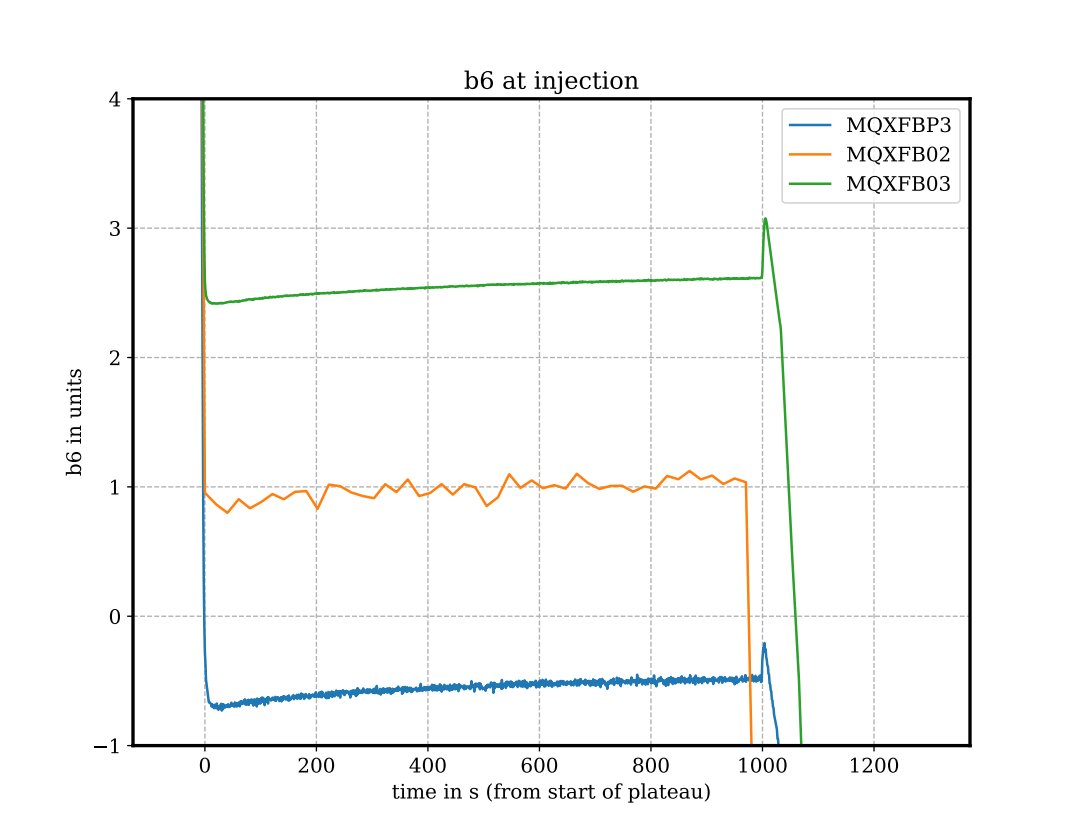 b6 at injection
MQXFBP3
MQXFB02
MQXFB03
b6 in units
4
3
2
1
0
−1
0 200 400 600 800 1000 1200
time in s (from start of plateau)